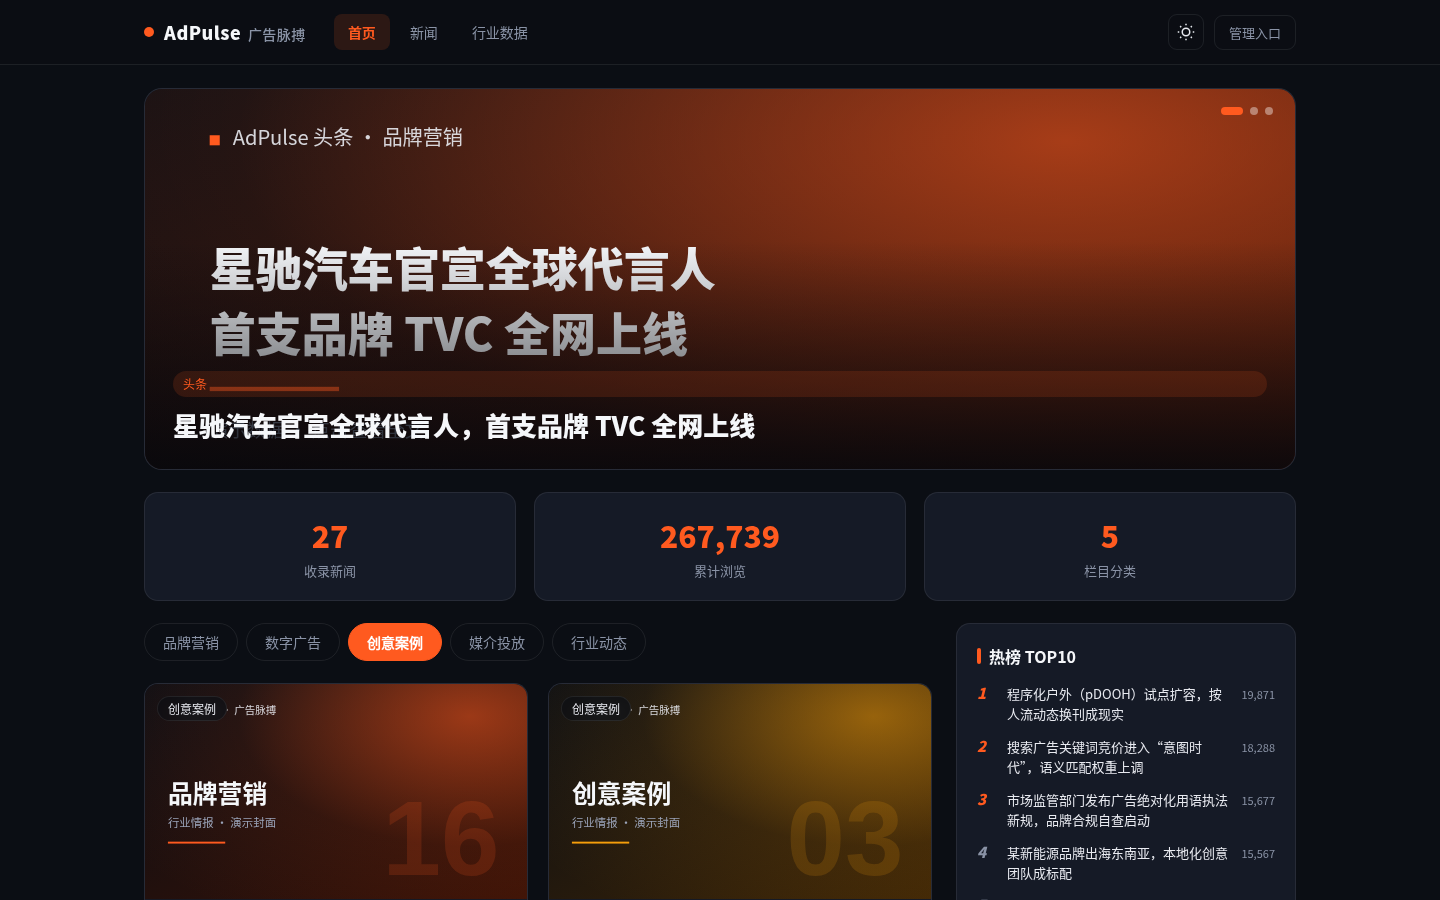 AdPulse 广告脉搏
首页
新闻
行业数据
管理入口
AdPulse 头条 · 品牌营销
星驰汽车官宣全球代言人
首支品牌 TVC 全网上线
头条
星驰汽车官宣全球代言人，首支品牌 TVC 全网上线
27
收录新闻
267,739
累计浏览
5
栏目分类
品牌营销
数字广告
创意案例
媒介投放
行业动态
创意案例 · 广告脉搏
品牌营销
行业情报 · 演示封面
16
创意案例 · 广告脉搏
创意案例
行业情报 · 演示封面
03
热榜 TOP10
1 程序化户外（pDOOH）试点扩容，按 19,871
人流动态换刊成现实
2 搜索广告关键词竞价进入“意图时 18,288
代”，语义匹配权重上调
3 市场监管部门发布广告绝对化用语执法 15,677
新规，品牌合规自查启动
4 某新能源品牌出海东南亚，本地化创意 15,567
团队成标配